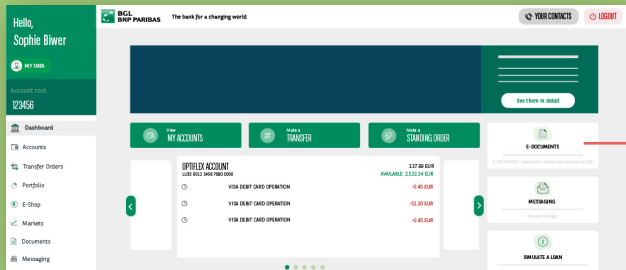 Hello,
Sophie Biwer
MY DATA
Account root
123456
Dashboard
Accounts
Transfer Orders
Portfolio
E-Shop
Markets
Documents
Messaging
BGL
BNP PARIBAS
The bank for a changing world
YOUR CONTACTS
LOGOUT
See them in detail
View
MY ACCOUNTS
Make a
TRANSFER
Make a
STANDING ORDER
OPTIFLEX ACCOUNT
137.69 EUR
AVAILABLE 2,532.34 EUR
VISA DEBIT CARD OPERATION
-0.45 EUR
VISA DEBIT CARD OPERATION
-51.20 EUR
VISA DEBIT CARD OPERATION
-0.45 EUR
E-DOCUMENTS
MESSAGING
No new messages
SIMULATE A LOAN